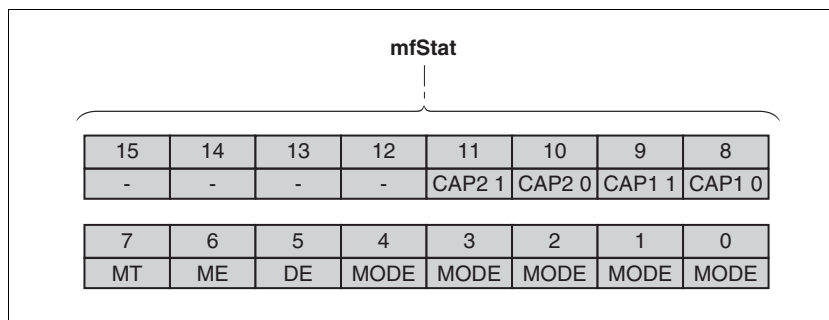 mfStat
15 14 13 12 11 10 9 8
- - - - CAP2 1 CAP2 0 CAP1 1 CAP1 0
7 6 5 4 3 2 1 0
MT ME DE MODE MODE MODE MODE MODE